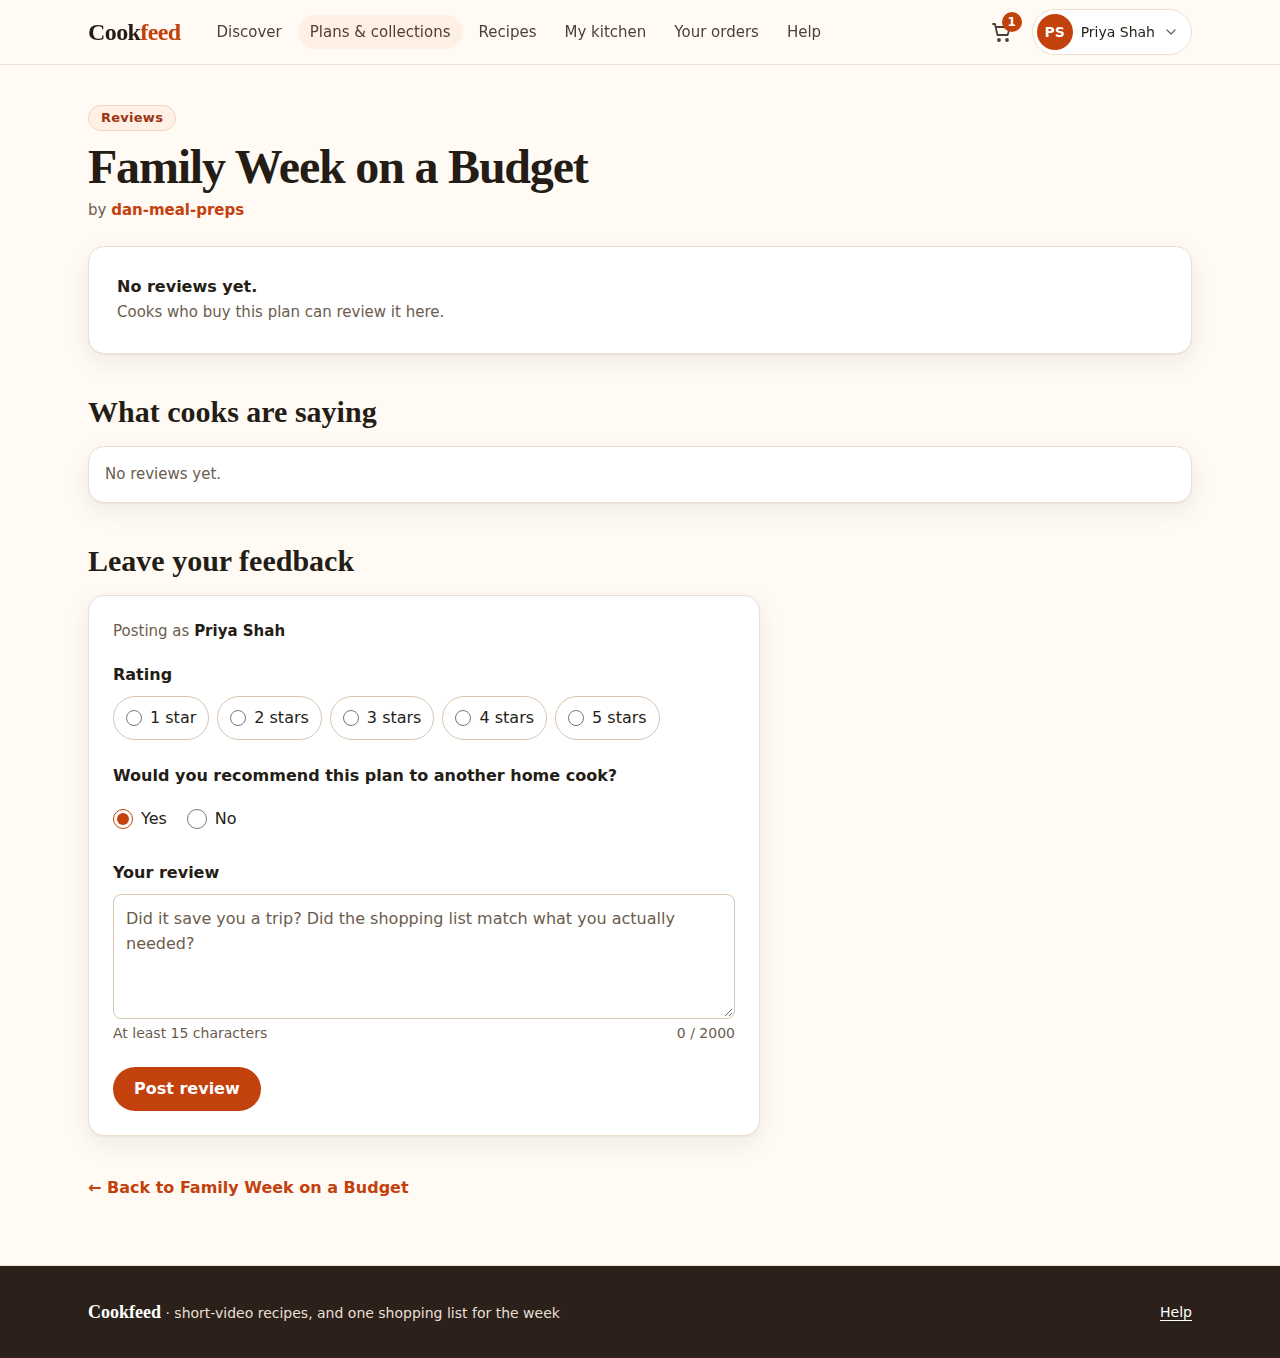 Cookfeed
Discover
Plans & collections
Recipes
My kitchen
Your orders
Help
1
PS
Priya Shah
Reviews
Family Week on a Budget
by dan-meal-preps
No reviews yet.
Cooks who buy this plan can review it here.
What cooks are saying
No reviews yet.
Leave your feedback
Posting as Priya Shah
Rating
1 star
2 stars
3 stars
4 stars
5 stars
Would you recommend this plan to another home cook?
Yes
No
Your review
Did it save you a trip? Did the shopping list match what you actually
needed?
At least 15 characters
0 / 2000
Post review
← Back to Family Week on a Budget
Cookfeed · short-video recipes, and one shopping list for the week
Help